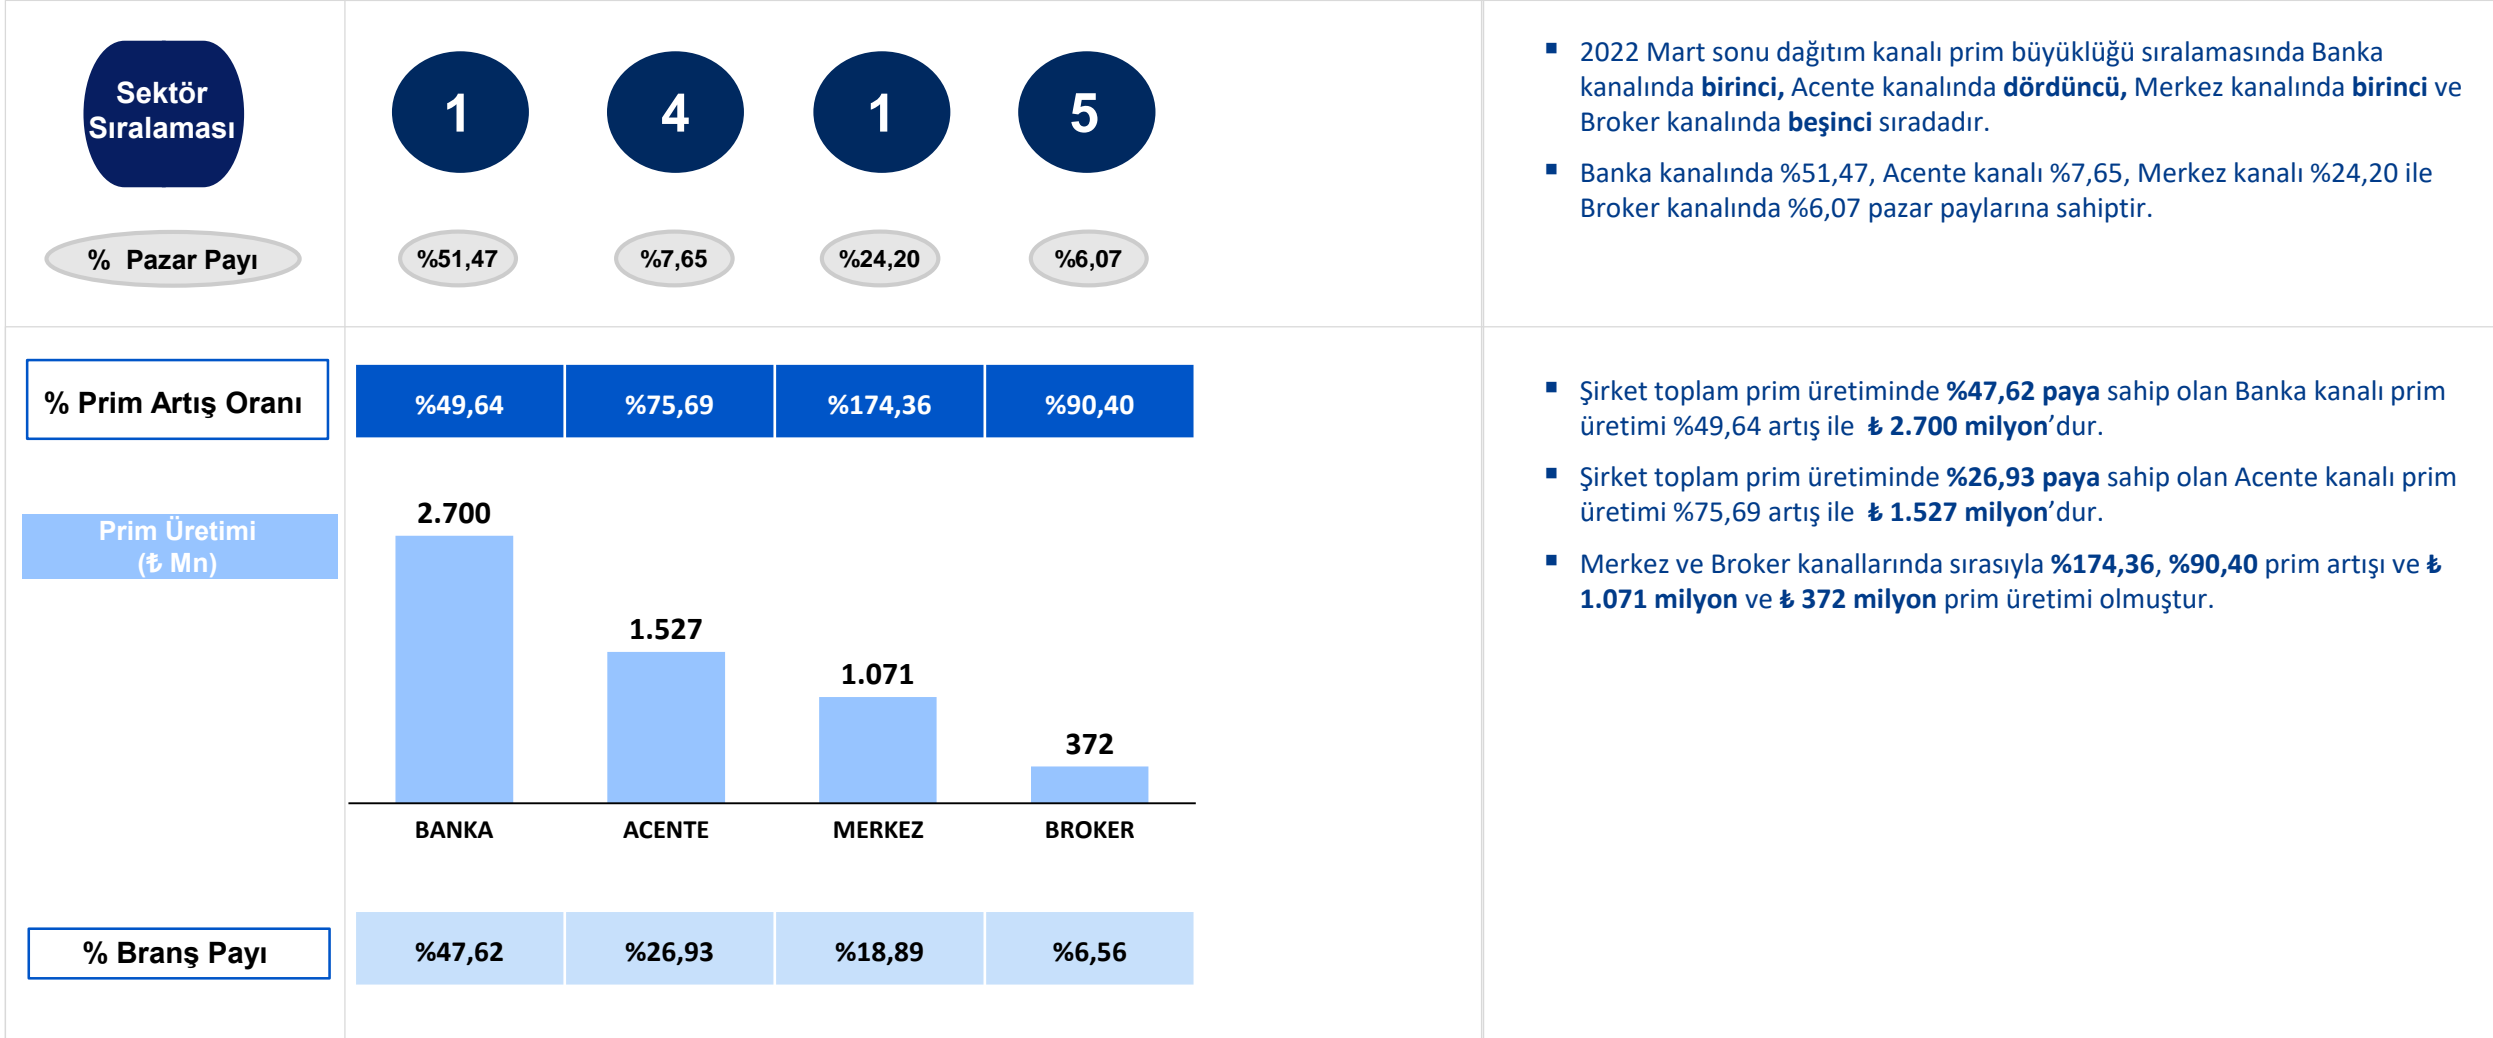 Sektör
Sıralaması
1
4
1
5
% Pazar Payı
%51,47
%7,65
%24,20
%6,07
▪ 2022 Mart sonu dağıtım kanalı prim büyüklüğü sıralamasında Banka
kanalında birinci, Acente kanalında dördüncü, Merkez kanalında birinci ve
Broker kanalında beşinci sıradadır.
▪ Banka kanalında %51,47, Acente kanalı %7,65, Merkez kanalı %24,20 ile
Broker kanalında %6,07 pazar paylarına sahiptir.
% Prim Artış Oranı
%49,64
%75,69
%174,36
%90,40
Prim Üretimi
(₺ Mn)
2.700
1.527
1.071
372
BANKA
ACENTE
MERKEZ
BROKER
% Branş Payı
%47,62
%26,93
%18,89
%6,56
▪ Şirket toplam prim üretiminde %47,62 paya sahip olan Banka kanalı prim
üretimi %49,64 artış ile ₺ 2.700 milyon’dur.
▪ Şirket toplam prim üretiminde %26,93 paya sahip olan Acente kanalı prim
üretimi %75,69 artış ile ₺ 1.527 milyon’dur.
▪ Merkez ve Broker kanallarında sırasıyla %174,36, %90,40 prim artışı ve ₺
1.071 milyon ve ₺ 372 milyon prim üretimi olmuştur.